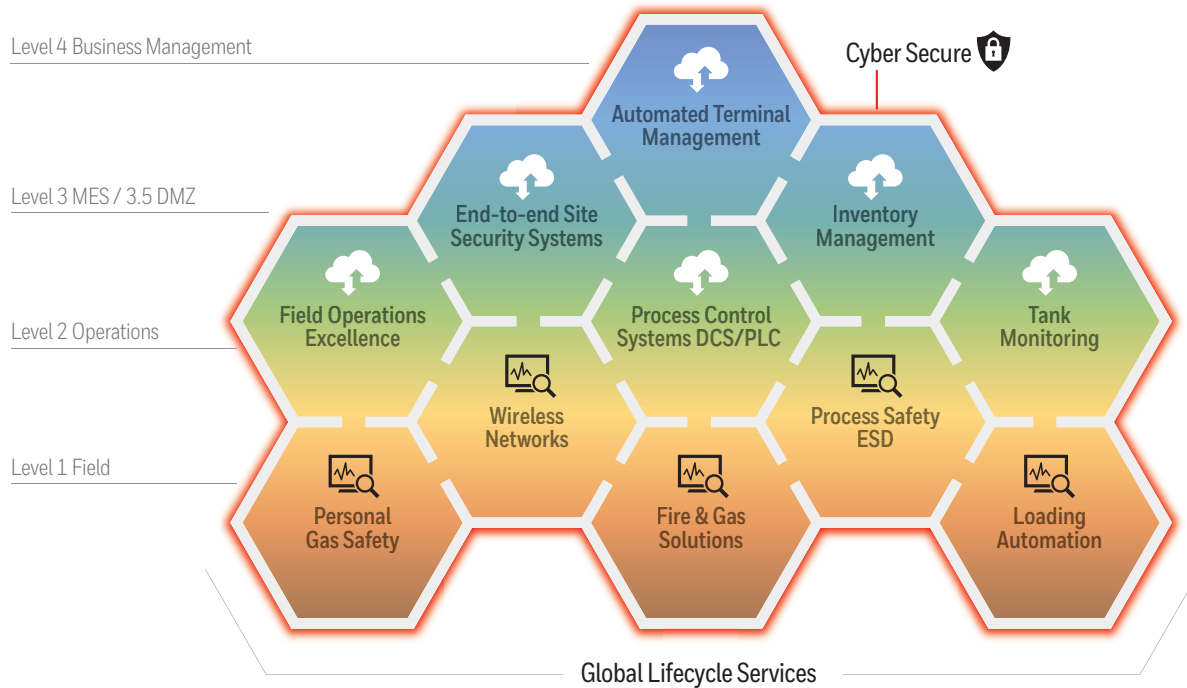 Level 4 Business Management
Cyber Secure
Automated Terminal
Management
Level 3 MES / 3.5 DMZ
End-to-end Site
Security Systems
Inventory
Management
Level 2 Operations
Field Operations
Excellence
Process Control
Systems DCS/PLC
Tank
Monitoring
Wireless
Networks
Process Safety
ESD
Level 1 Field
Personal
Gas Safety
Fire & Gas
Solutions
Loading
Automation
Global Lifecycle Services